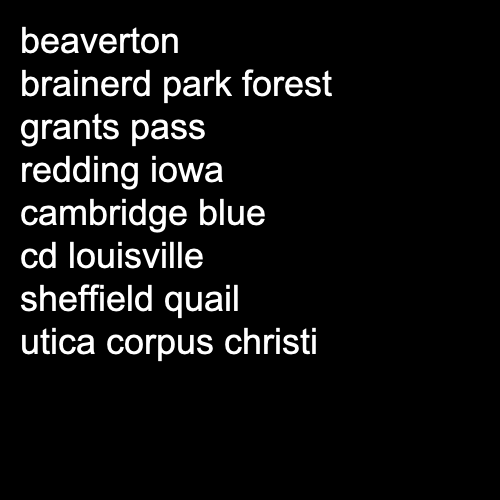 beaverton
brainerd park forest
grants pass
redding iowa
cambridge blue
cd louisville
sheffield quail
utica corpus christi